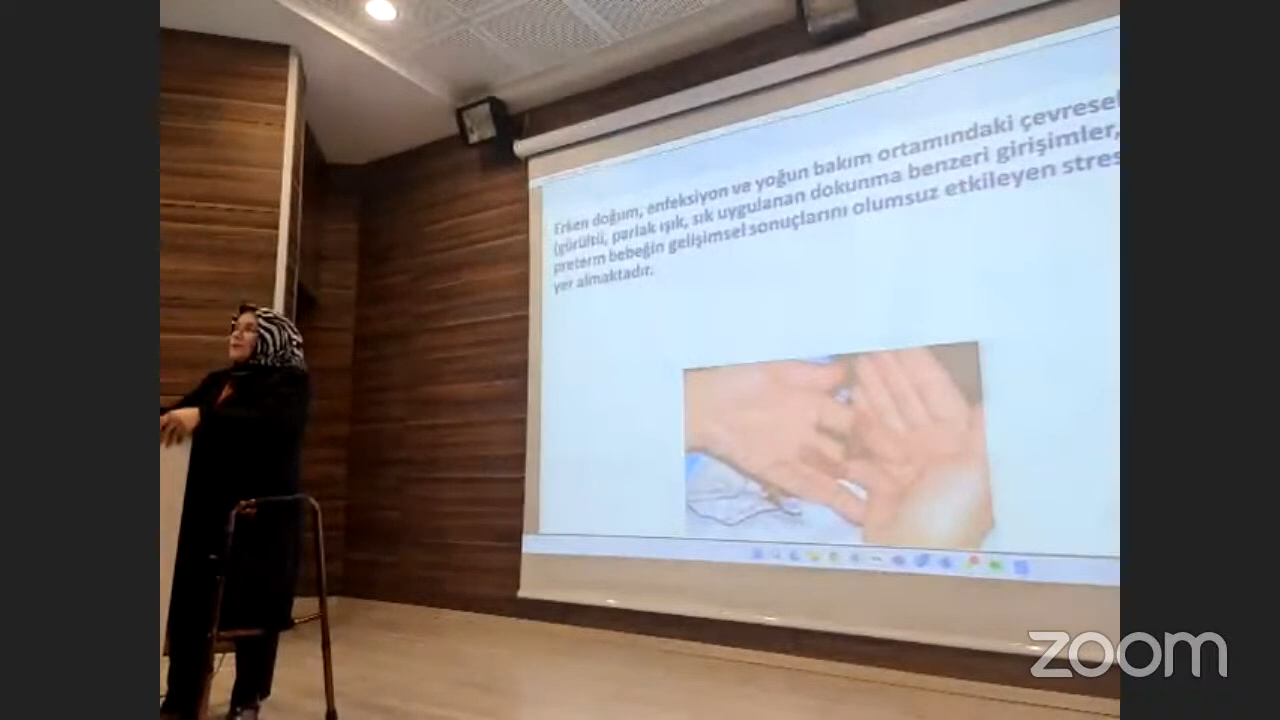 Erken doğum, enfeksiyon ve yoğun bakım ortamındaki çevresel
(gürültü, parlak ışık, sık uygulanan dokunma benzeri girişimler,
preterm bebeğin gelişimsel sonuçlarını olumsuz etkileyen stres
yer almaktadır.
zoom